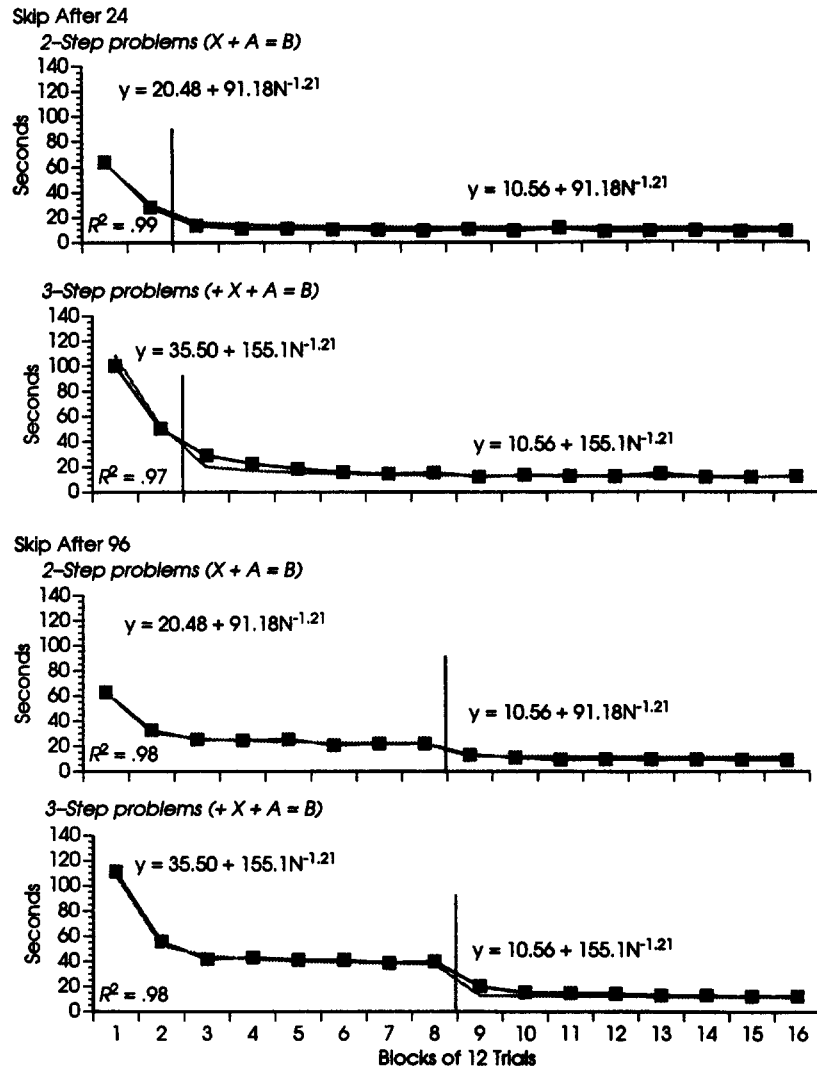 Skip After 24
2–Step problems (X + A = B)
140
120
100
80
60
40
20
0
Seconds
y = 20.48 + 91.18N^-1.21
y = 10.56 + 91.18N^-1.21
R² = .99
3–Step problems (+ X + A = B)
140
120
100
80
60
40
20
0
Seconds
y = 35.50 + 155.1N^-1.21
y = 10.56 + 155.1N^-1.21
R² = .97
Skip After 96
2–Step problems (X + A = B)
140
120
100
80
60
40
20
0
Seconds
y = 20.48 + 91.18N^-1.21
y = 10.56 + 91.18N^-1.21
R² = .98
3–Step problems (+ X + A = B)
140
120
100
80
60
40
20
0
Seconds
y = 35.50 + 155.1N^-1.21
y = 10.56 + 155.1N^-1.21
R² = .98
1 2 3 4 5 6 7 8 9 10 11 12 13 14 15 16
Blocks of 12 Trials